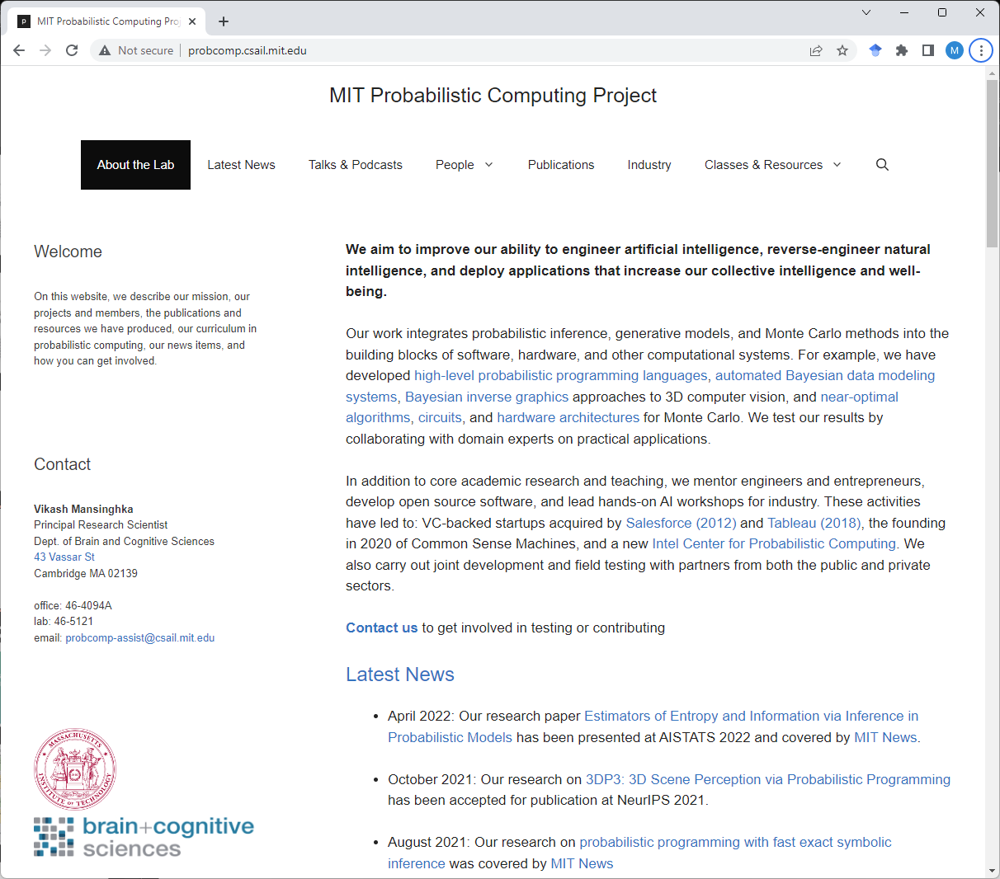 MIT Probabilistic Computing Pro
Not secure
probcomp.csail.mit.edu
M
MIT Probabilistic Computing Project
About the Lab
Latest News
Talks & Podcasts
People
Publications
Industry
Classes & Resources
Welcome
On this website, we describe our mission, our
projects and members, the publications and
resources we have produced, our curriculum in
probabilistic computing, our news items, and
how you can get involved.
Contact
Vikash Mansinghka
Principal Research Scientist
Dept. of Brain and Cognitive Sciences
43 Vassar St
Cambridge MA 02139
office: 46-4094A
lab: 46-5121
email: probcomp-assist@csail.mit.edu
MASSACHUSETTS
INSTITUTE OF TECHNOLOGY
brain+cognitive
sciences
We aim to improve our ability to engineer artificial intelligence, reverse-engineer natural
intelligence, and deploy applications that increase our collective intelligence and well-
being.
Our work integrates probabilistic inference, generative models, and Monte Carlo methods into the
building blocks of software, hardware, and other computational systems. For example, we have
developed high-level probabilistic programming languages, automated Bayesian data modeling
systems, Bayesian inverse graphics approaches to 3D computer vision, and near-optimal
algorithms, circuits, and hardware architectures for Monte Carlo. We test our results by
collaborating with domain experts on practical applications.
In addition to core academic research and teaching, we mentor engineers and entrepreneurs,
develop open source software, and lead hands-on AI workshops for industry. These activities
have led to: VC-backed startups acquired by Salesforce (2012) and Tableau (2018), the founding
in 2020 of Common Sense Machines, and a new Intel Center for Probabilistic Computing. We
also carry out joint development and field testing with partners from both the public and private
sectors.
Contact us to get involved in testing or contributing
Latest News
• April 2022: Our research paper Estimators of Entropy and Information via Inference in
Probabilistic Models has been presented at AISTATS 2022 and covered by MIT News.
• October 2021: Our research on 3DP3: 3D Scene Perception via Probabilistic Programming
has been accepted for publication at NeurIPS 2021.
• August 2021: Our research on probabilistic programming with fast exact symbolic
inference was covered by MIT News